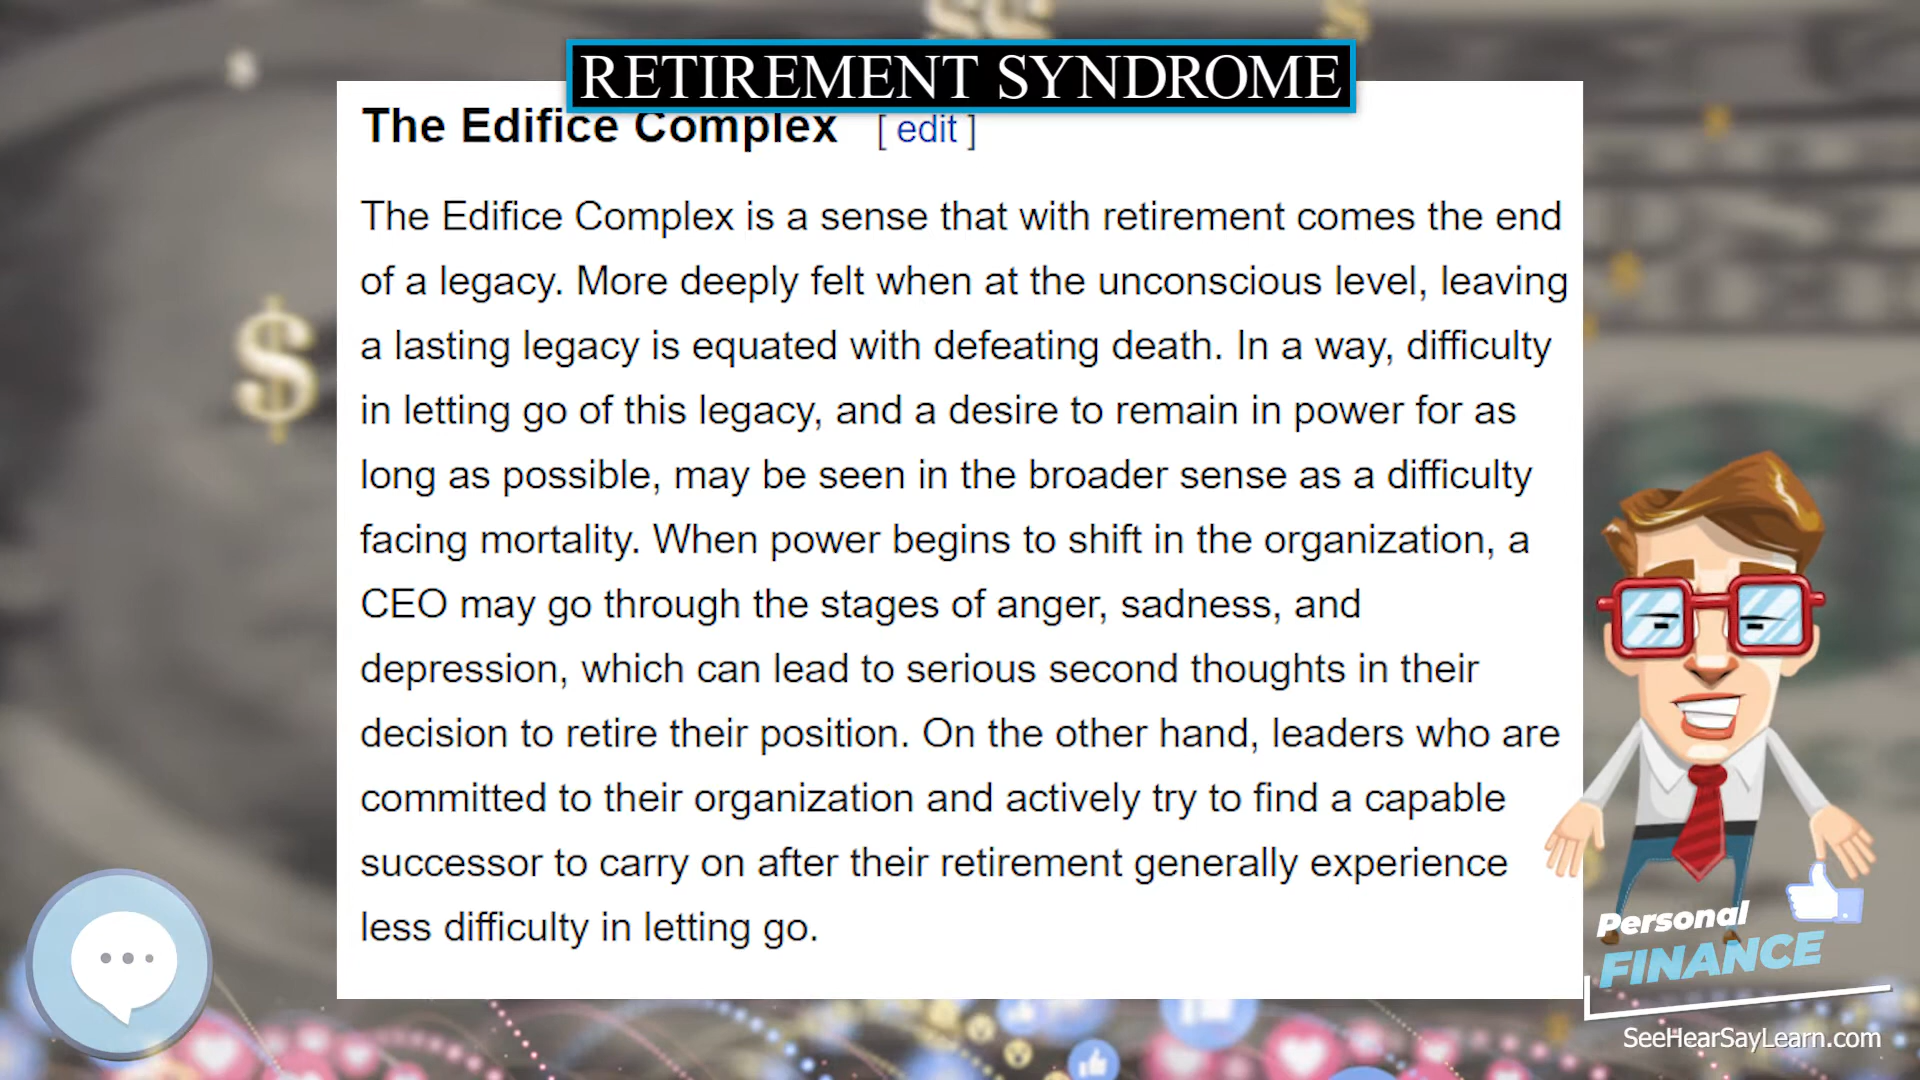 RETIREMENT SYNDROME
The Edifice Complex [ edit ]
The Edifice Complex is a sense that with retirement comes the end
of a legacy. More deeply felt when at the unconscious level, leaving
a lasting legacy is equated with defeating death. In a way, difficulty
in letting go of this legacy, and a desire to remain in power for as
long as possible, may be seen in the broader sense as a difficulty
facing mortality. When power begins to shift in the organization, a
CEO may go through the stages of anger, sadness, and
depression, which can lead to serious second thoughts in their
decision to retire their position. On the other hand, leaders who are
committed to their organization and actively try to find a capable
successor to carry on after their retirement generally experience
less difficulty in letting go.
Personal
FINANCE
SeeHearSayLearn.com